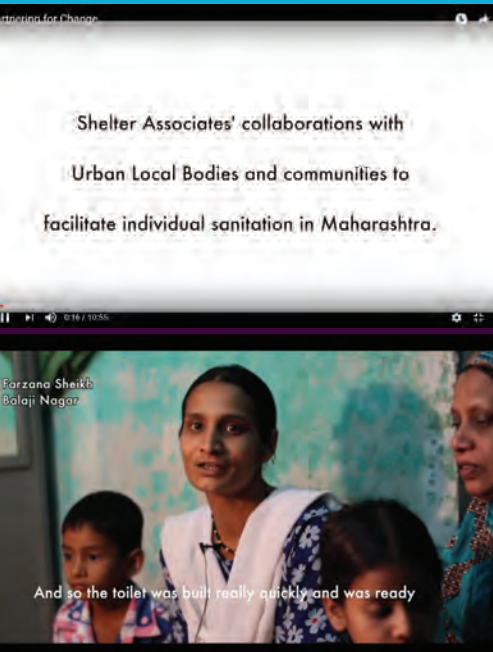 rtnering for Change
Shelter Associates' collaborations with
Urban Local Bodies and communities to
facilitate individual sanitation in Maharashtra.
0:16 / 10:55
Farzana Sheikh
Balaji Nagar
And so the toilet was built really quickly and was ready